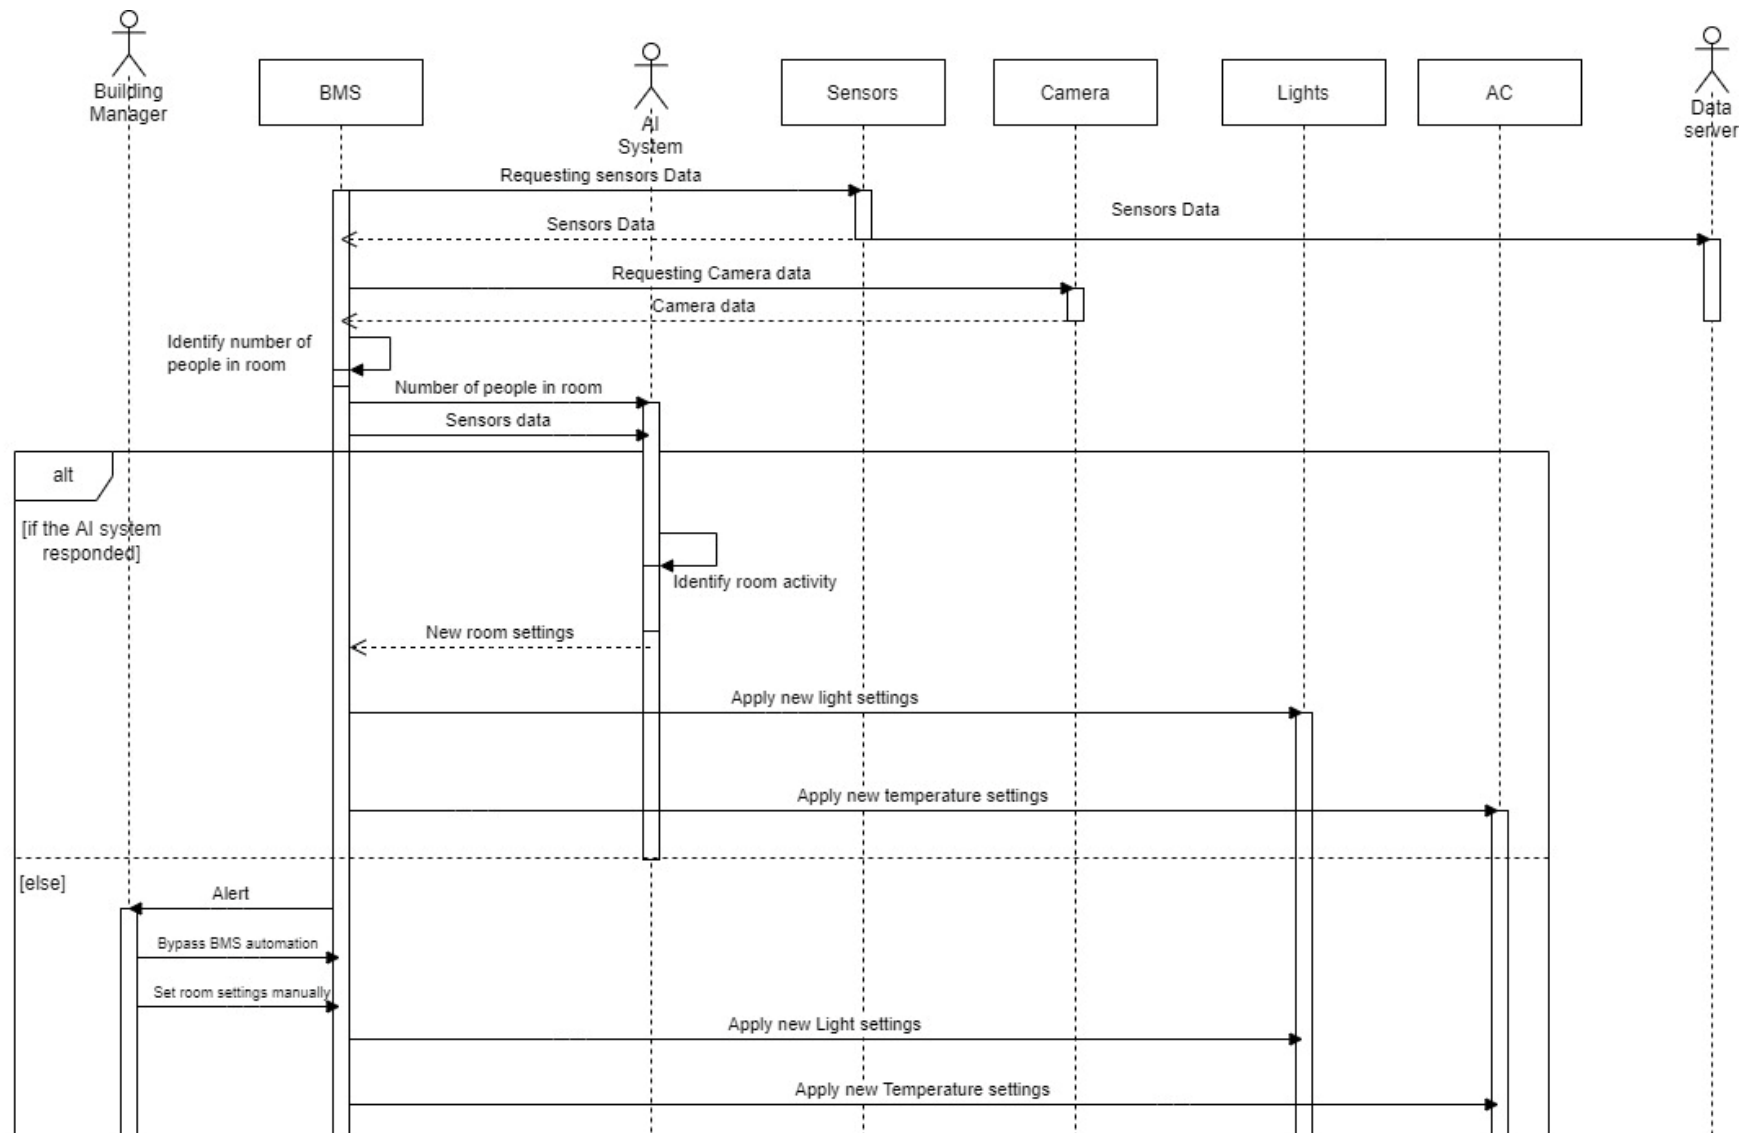 Building
Manager
BMS
AI
System
Sensors
Camera
Lights
AC
Data
server
Requesting sensors Data
Sensors Data
Sensors Data
Requesting Camera data
Camera data
Identify number of
people in room
Number of people in room
Sensors data
alt
[if the AI system
responded]
Identify room activity
New room settings
Apply new light settings
Apply new temperature settings
[else]
Alert
Bypass BMS automation
Set room settings manually
Apply new Light settings
Apply new Temperature settings